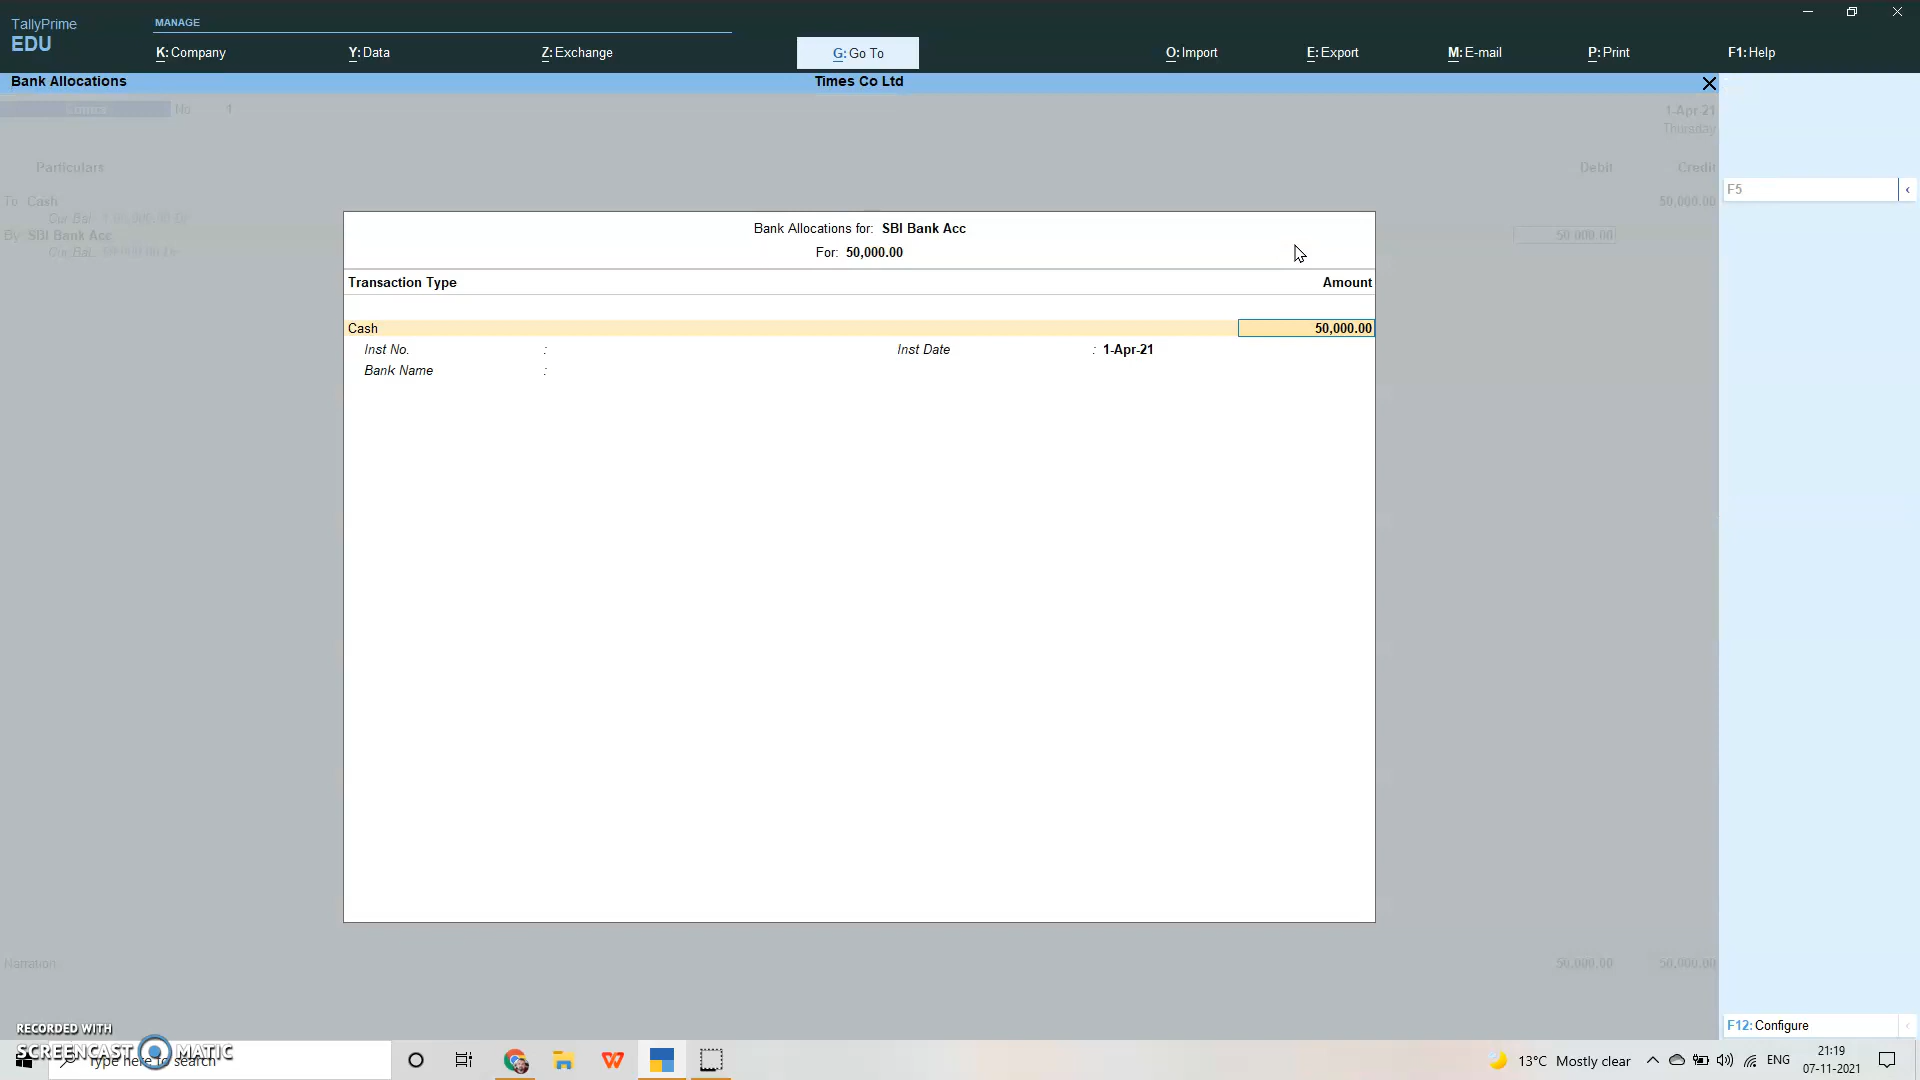 TallyPrime
EDU
MANAGE
K: Company
Y: Data
Z: Exchange
G: Go To
O: Import
E: Export
M: E-mail
P: Print
F1: Help
Bank Allocations
Times Co Ltd
No 1
1-Apr-21
Thursday
Particulars
Debit
Credit
F5
To Cash
50,000.00
Cur Bal:
By SBI Bank Acc
50,000.00
Cur Bal:
Bank Allocations for: SBI Bank Acc
For: 50,000.00
Transaction Type
Amount
Cash
50,000.00
Inst No. :
Inst Date : 1-Apr-21
Bank Name :
Narration
50,000.00
50,000.00
F12: Configure
RECORDED WITH
SCREENCAST MATIC
Type here to search
13°C Mostly clear
ENG
21:19
07-11-2021